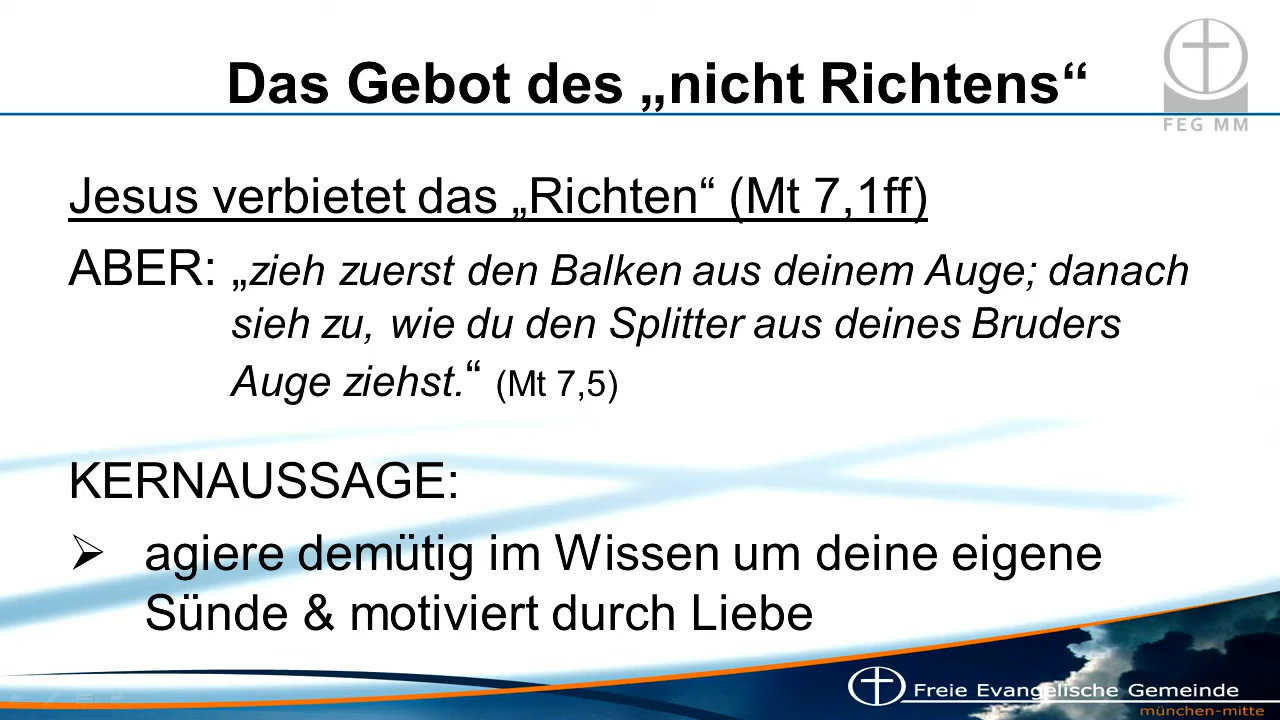 Das Gebot des „nicht Richtens“
FEG MM
Jesus verbietet das „Richten“ (Mt 7,1ff)
ABER: „zieh zuerst den Balken aus deinem Auge; danach
sieh zu, wie du den Splitter aus deines Bruders
Auge ziehst.“ (Mt 7,5)
KERNAUSSAGE:
➢ agiere demütig im Wissen um deine eigene
Sünde & motiviert durch Liebe
Freie Evangelische Gemeinde
münchen-mitte